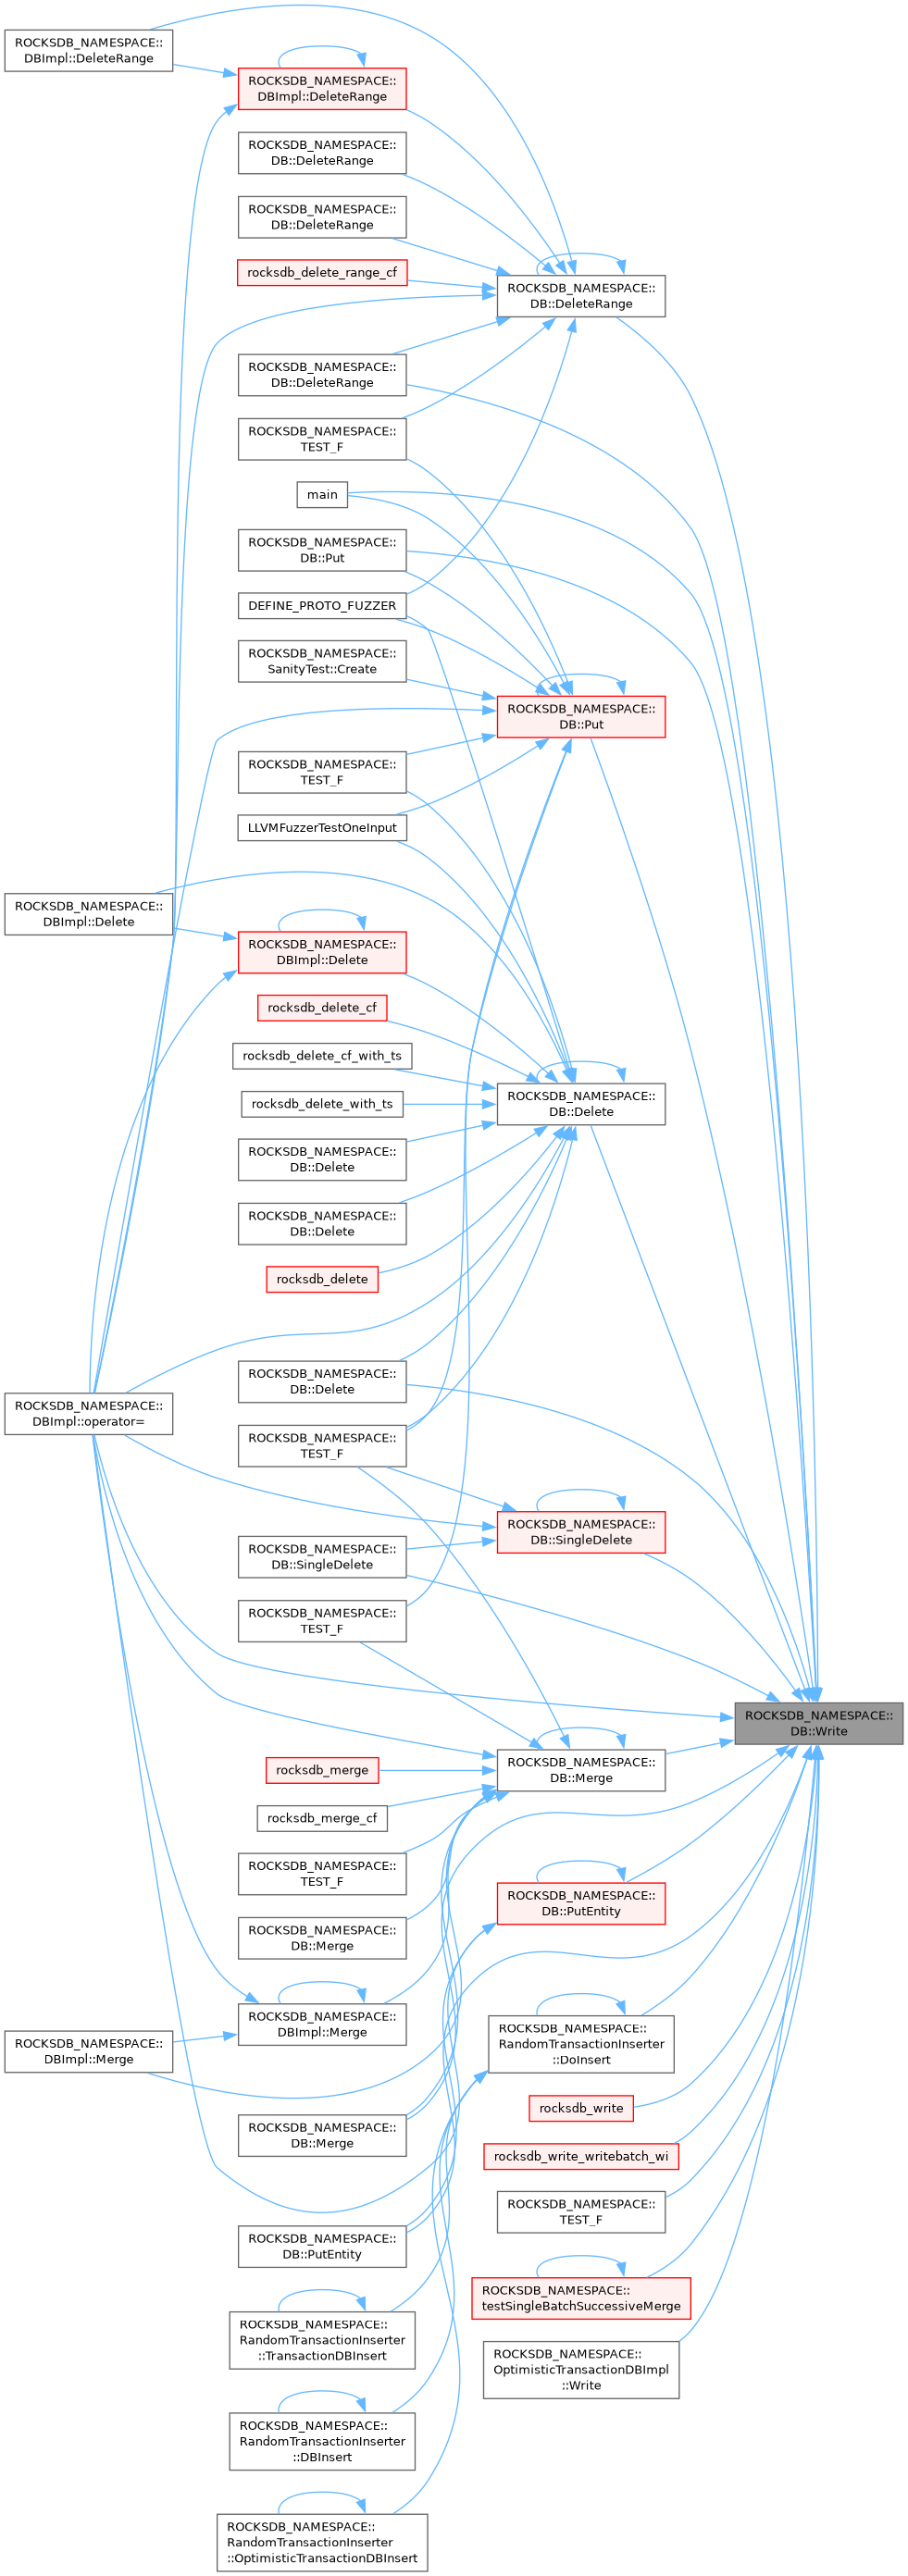 ROCKSDB_NAMESPACE::
DBImpl::DeleteRange
ROCKSDB_NAMESPACE::
DBImpl::DeleteRange
ROCKSDB_NAMESPACE::
DB::DeleteRange
ROCKSDB_NAMESPACE::
DB::DeleteRange
rocksdb_delete_range_cf
ROCKSDB_NAMESPACE::
DB::DeleteRange
ROCKSDB_NAMESPACE::
DB::DeleteRange
ROCKSDB_NAMESPACE::
TEST_F
main
ROCKSDB_NAMESPACE::
DB::Put
DEFINE_PROTO_FUZZER
ROCKSDB_NAMESPACE::
SanityTest::Create
ROCKSDB_NAMESPACE::
DB::Put
ROCKSDB_NAMESPACE::
TEST_F
LLVMFuzzerTestOneInput
ROCKSDB_NAMESPACE::
DBImpl::Delete
ROCKSDB_NAMESPACE::
DBImpl::Delete
rocksdb_delete_cf
rocksdb_delete_cf_with_ts
rocksdb_delete_with_ts
ROCKSDB_NAMESPACE::
DB::Delete
ROCKSDB_NAMESPACE::
DB::Delete
ROCKSDB_NAMESPACE::
DB::Delete
rocksdb_delete
ROCKSDB_NAMESPACE::
DB::Delete
ROCKSDB_NAMESPACE::
DBImpl::operator=
ROCKSDB_NAMESPACE::
TEST_F
ROCKSDB_NAMESPACE::
DB::SingleDelete
ROCKSDB_NAMESPACE::
DB::SingleDelete
ROCKSDB_NAMESPACE::
TEST_F
ROCKSDB_NAMESPACE::
DB::Write
ROCKSDB_NAMESPACE::
DB::Merge
rocksdb_merge
rocksdb_merge_cf
ROCKSDB_NAMESPACE::
TEST_F
ROCKSDB_NAMESPACE::
DB::PutEntity
ROCKSDB_NAMESPACE::
DB::Merge
ROCKSDB_NAMESPACE::
DBImpl::Merge
ROCKSDB_NAMESPACE::
DBImpl::Merge
ROCKSDB_NAMESPACE::
RandomTransactionInserter
::DoInsert
rocksdb_write
ROCKSDB_NAMESPACE::
DB::Merge
rocksdb_write_writebatch_wi
ROCKSDB_NAMESPACE::
TEST_F
ROCKSDB_NAMESPACE::
DB::PutEntity
ROCKSDB_NAMESPACE::
testSingleBatchSuccessiveMerge
ROCKSDB_NAMESPACE::
RandomTransactionInserter
::TransactionDBInsert
ROCKSDB_NAMESPACE::
OptimisticTransactionDBImpl
::Write
ROCKSDB_NAMESPACE::
RandomTransactionInserter
::DBInsert
ROCKSDB_NAMESPACE::
RandomTransactionInserter
::OptimisticTransactionDBInsert